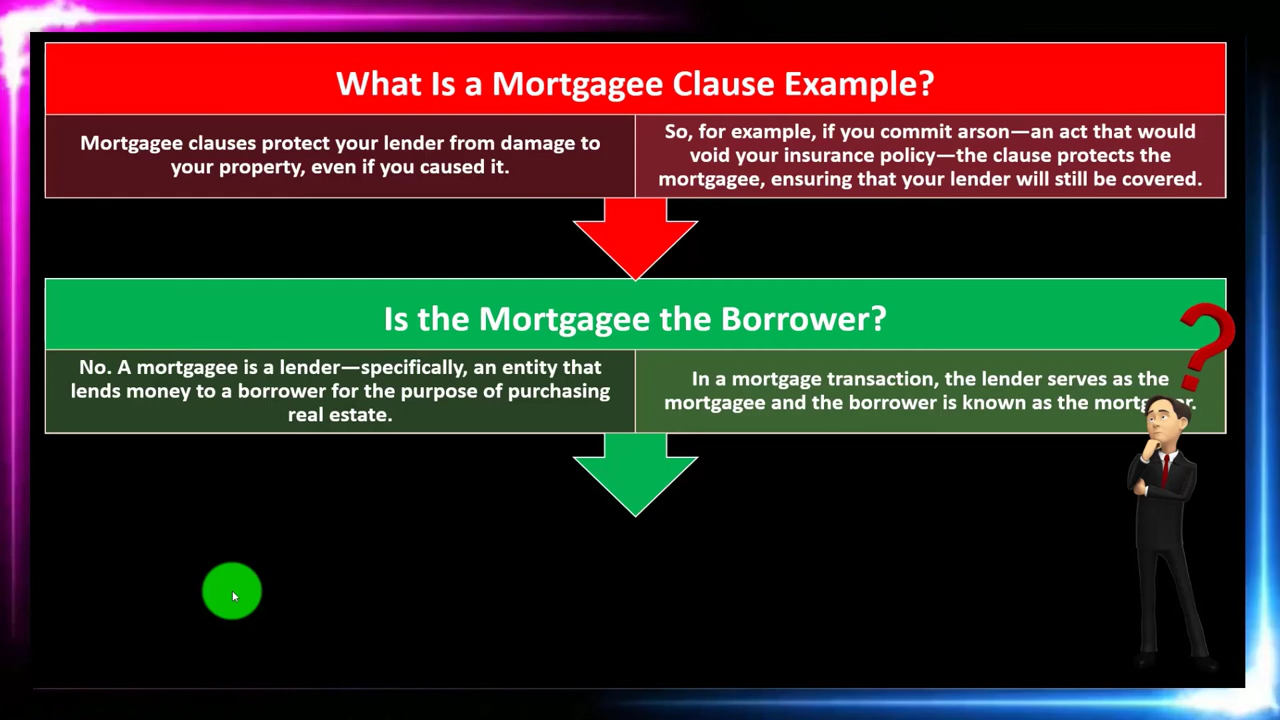 What Is a Mortgagee Clause Example?
Mortgagee clauses protect your lender from damage to
your property, even if you caused it.
So, for example, if you commit arson—an act that would
void your insurance policy—the clause protects the
mortgagee, ensuring that your lender will still be covered.
Is the Mortgagee the Borrower?
No. A mortgagee is a lender—specifically, an entity that
lends money to a borrower for the purpose of purchasing
real estate.
In a mortgage transaction, the lender serves as the
mortgagee and the borrower is known as the
?